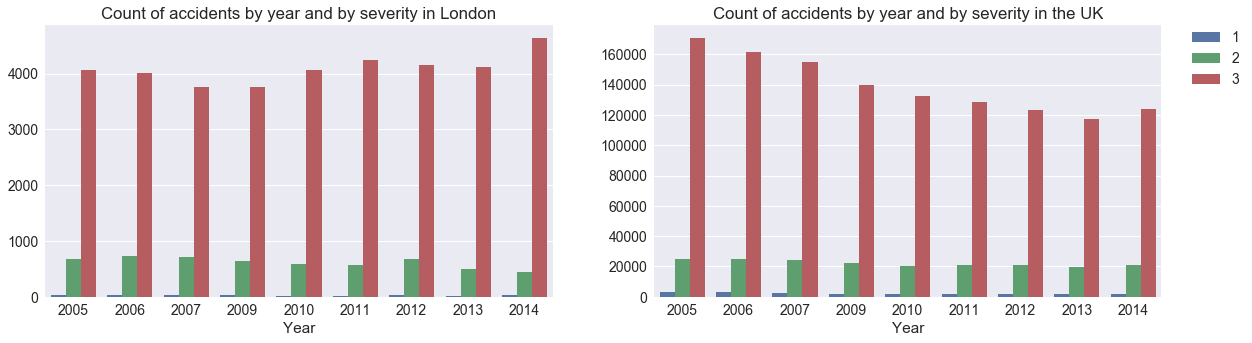 Count of accidents by year and by severity in London
4000
3000
2000
1000
0
2005 2006 2007 2009 2010 2011 2012 2013 2014
Year
Count of accidents by year and by severity in the UK
160000
140000
120000
100000
80000
60000
40000
20000
0
2005 2006 2007 2009 2010 2011 2012 2013 2014
Year
1
2
3